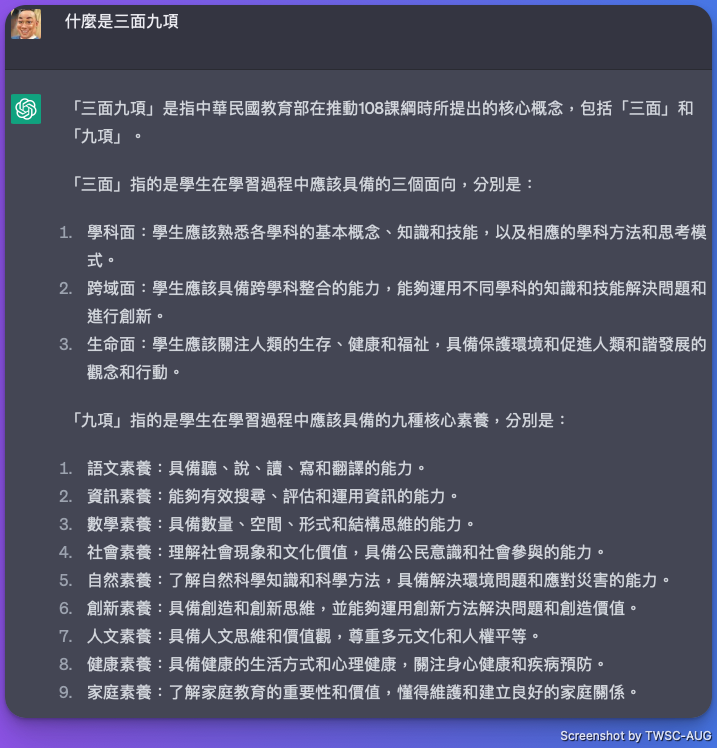 什麼是三面九項
「三面九項」是指中華民國教育部在推動108課綱時所提出的核心概念，包括「三面」和
「九項」。
「三面」指的是學生在學習過程中應該具備的三個面向，分別是：
1. 學科面：學生應該熟悉各學科的基本概念、知識和技能，以及相應的學科方法和思考模
式。
2. 跨域面：學生應該具備跨學科整合的能力，能夠運用不同學科的知識和技能解決問題和
進行創新。
3. 生命面：學生應該關注人類的生存、健康和福祉，具備保護環境和促進人類和諧發展的
觀念和行動。
「九項」指的是學生在學習過程中應該具備的九種核心素養，分別是：
1. 語文素養：具備聽、說、讀、寫和翻譯的能力。
2. 資訊素養：能夠有效搜尋、評估和運用資訊的能力。
3. 數學素養：具備數量、空間、形式和結構思維的能力。
4. 社會素養：理解社會現象和文化價值，具備公民意識和社會參與的能力。
5. 自然素養：了解自然科學知識和科學方法，具備解決環境問題和應對災害的能力。
6. 創新素養：具備創造和創新思維，並能夠運用創新方法解決問題和創造價值。
7. 人文素養：具備人文思維和價值觀，尊重多元文化和人權平等。
8. 健康素養：具備健康的生活方式和心理健康，關注身心健康和疾病預防。
9. 家庭素養：了解家庭教育的重要性和價值，懂得維護和建立良好的家庭關係。
Screenshot by TWSC-AUG